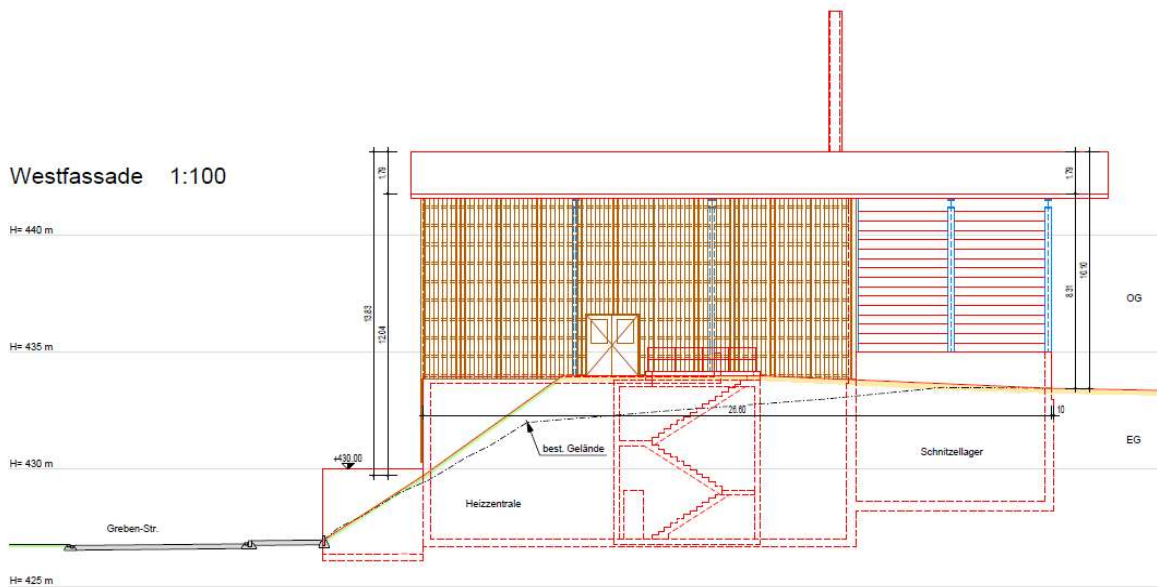 Westfassade 1:100
1.79
1.79
H= 440 m
13.83
12.04
8.31
10.10
OG
H= 435 m
26.60
10
best. Gelände
EG
+430.00
H= 430 m
Schnitzellager
Heizzentrale
Greben-Str.
H= 425 m